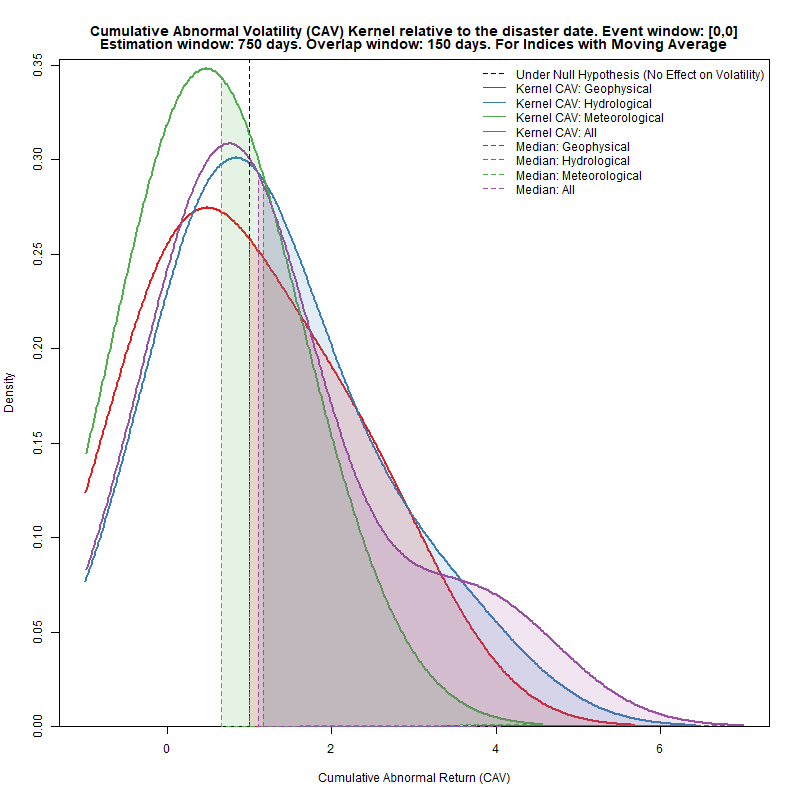 Cumulative Abnormal Volatility (CAV) Kernel relative to the disaster date. Event window: [0,0]
Estimation window: 750 days. Overlap window: 150 days. For Indices with Moving Average
Under Null Hypothesis (No Effect on Volatility)
Kernel CAV: Geophysical
Kernel CAV: Hydrological
Kernel CAV: Meteorological
Kernel CAV: All
Median: Geophysical
Median: Hydrological
Median: Meteorological
Median: All
0.35
0.30
0.25
0.20
0.15
0.10
0.05
0.00
Density
0 2 4 6
Cumulative Abnormal Return (CAV)